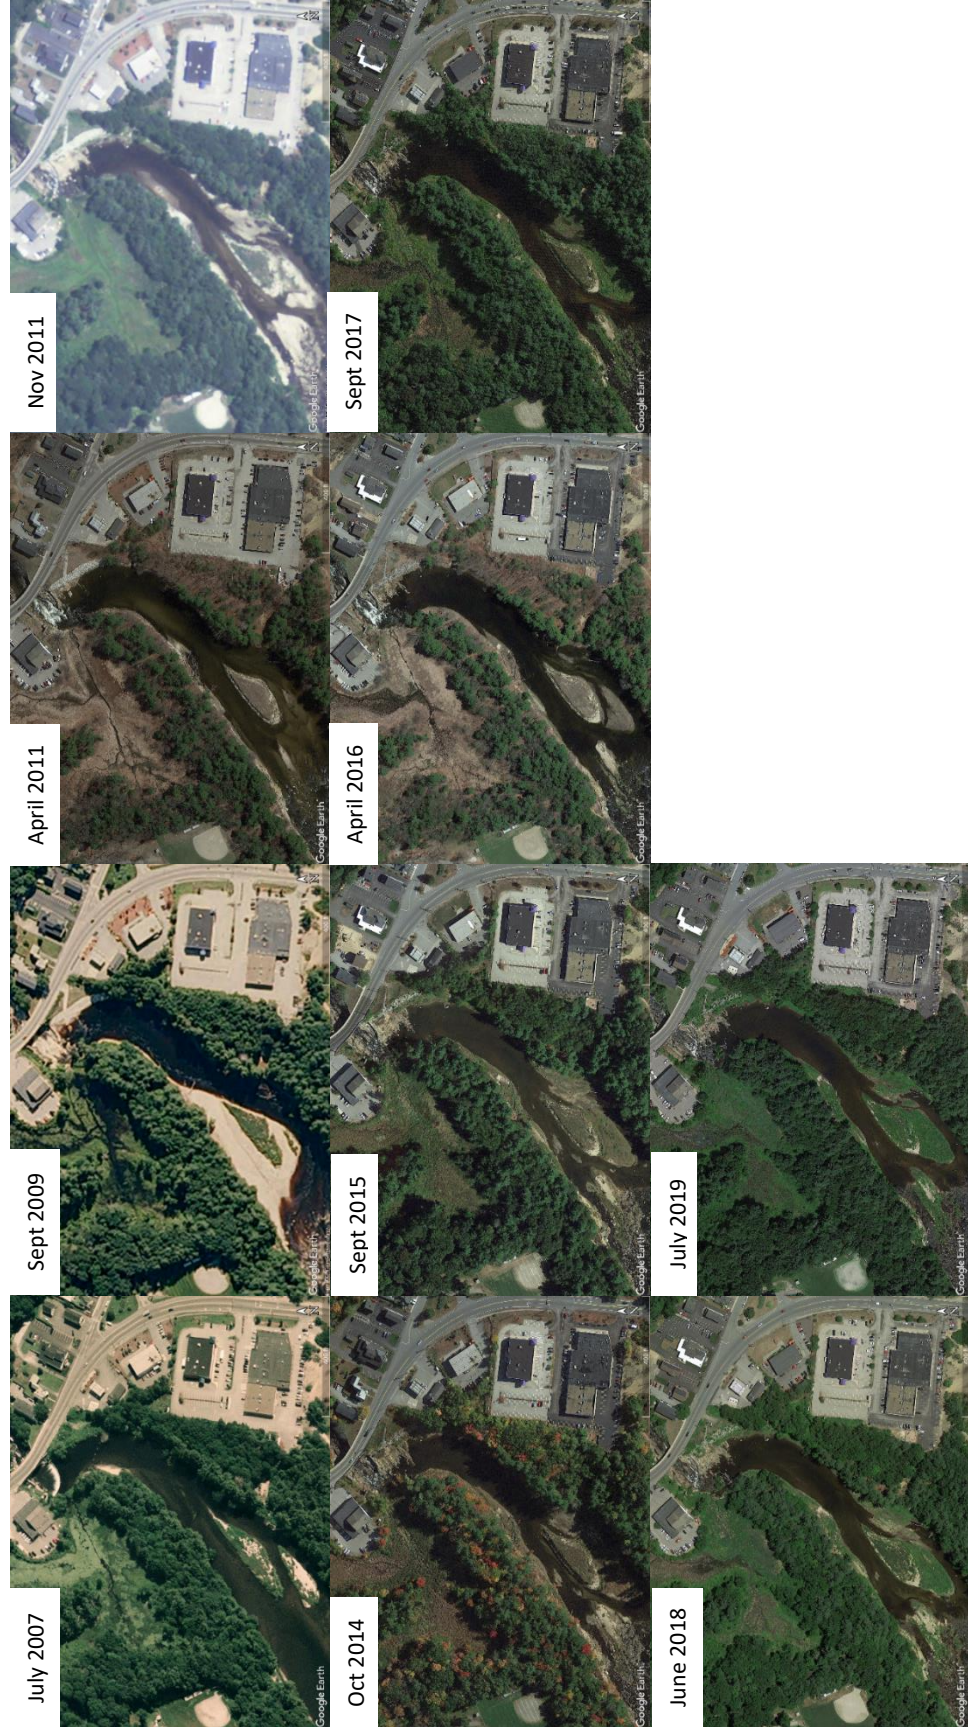 July 2007
Google Earth
N
Sept 2009
Google Earth
N
April 2011
Google Earth
N
Nov 2011
Google Earth
N
Oct 2014
Google Earth
N
Sept 2015
Google Earth
N
April 2016
Google Earth
N
Sept 2017
Google Earth
N
June 2018
Google Earth
N
July 2019
Google Earth
N